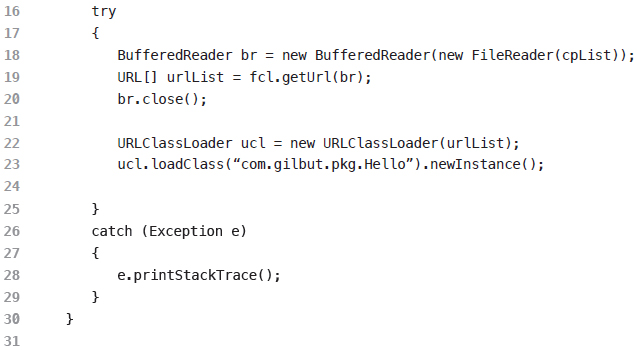 16 try
17 {
18 BufferedReader br = new BufferedReader(new FileReader(cpList));
19 URL[] urlList = fcl.getUrl(br);
20 br.close();
21
22 URLClassLoader ucl = new URLClassLoader(urlList);
23 ucl.loadClass(“com.gilbut.pkg.Hello”).newInstance();
24
25 }
26 catch (Exception e)
27 {
28 e.printStackTrace();
29 }
30 }
31